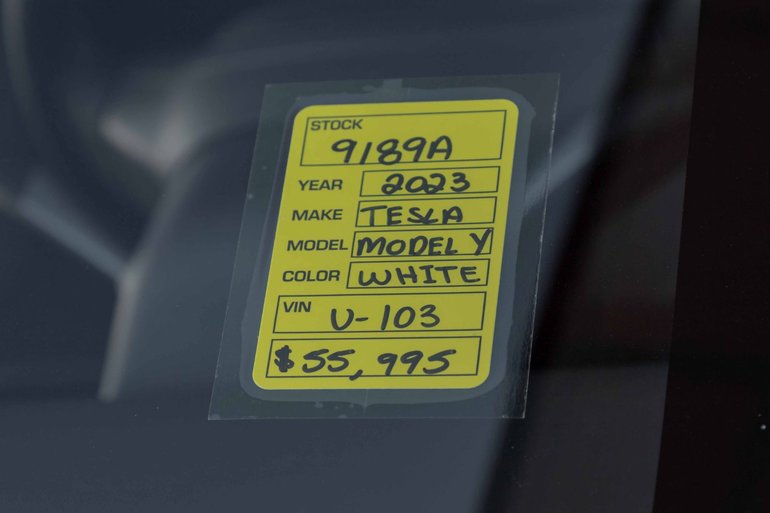 STOCK
9189A
YEAR 2023
MAKE TESLA
MODEL MODEL Y
COLOR WHITE
VIN
U-103
$55,995